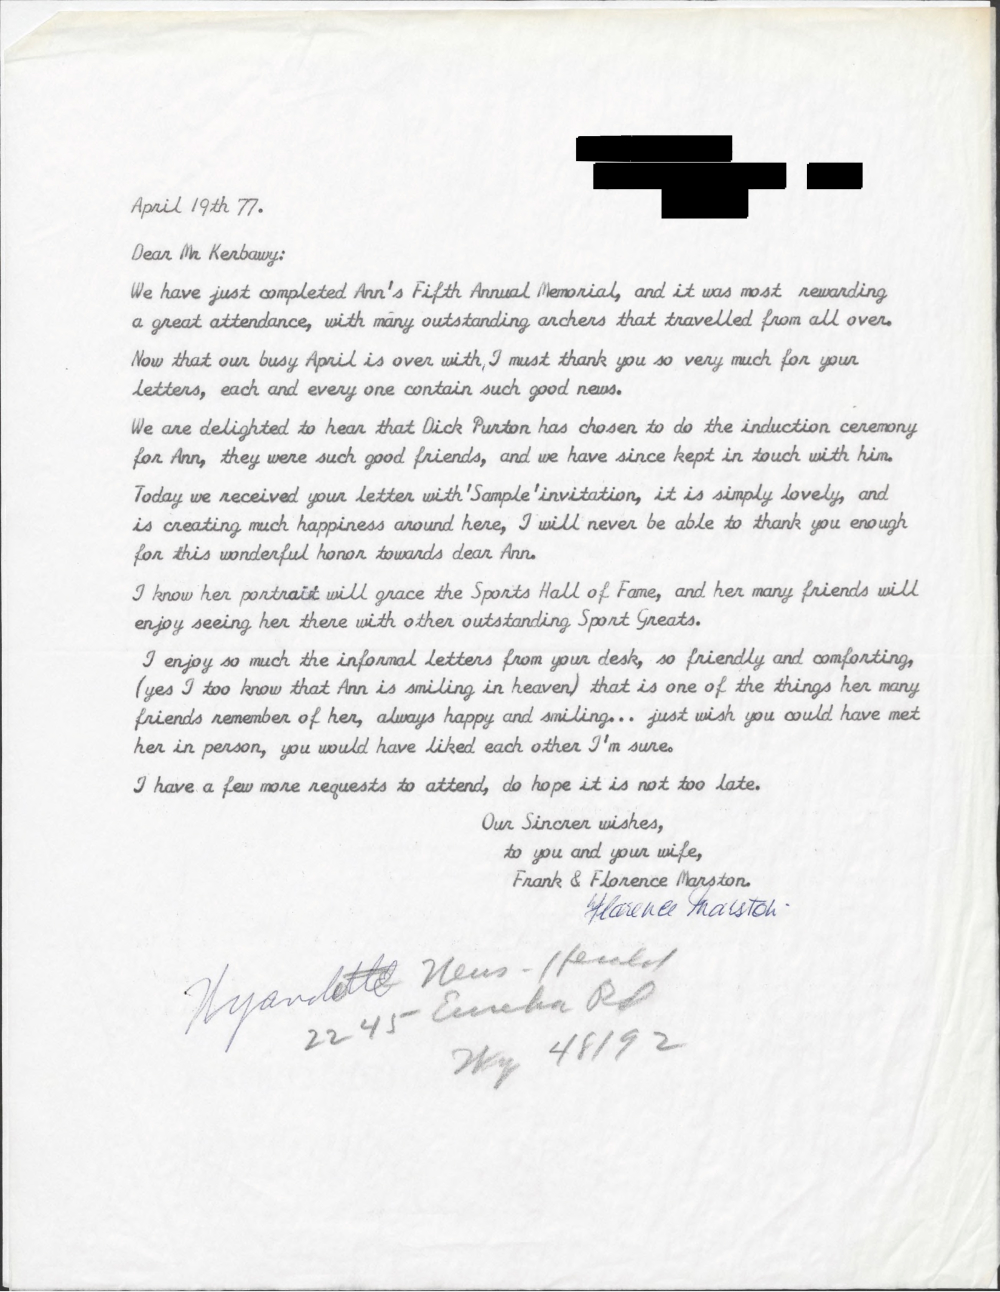 April 19th 77.
Dear Mr Kerbawy:
We have just completed Ann's Fifth Annual Memorial, and it was most rewarding
a great attendance, with many outstanding archers that travelled from all over.
Now that our busy April is over with, I must thank you so very much for your
letters, each and every one contain such good news.
We are delighted to hear that Dick Purton has chosen to do the induction ceremony
for Ann, they were such good friends, and we have since kept in touch with him.
Today we received your letter with 'Sample' invitation, it is simply lovely, and
is creating much happiness around here, I will never be able to thank you enough
for this wonderful honor towards dear Ann.
I know her portrait will grace the Sports Hall of Fame, and her many friends will
enjoy seeing her there with other outstanding Sport Greats.
I enjoy so much the informal letters from your desk, so friendly and comforting,
(yes I too know that Ann is smiling in heaven) that is one of the things her many
friends remember of her, always happy and smiling... just wish you could have met
her in person, you would have liked each other I'm sure.
I have a few more requests to attend, do hope it is not too late.
Our Sincrer wishes,
to you and your wife,
Frank & Florence Marston.
Florence Marston.
Wyandotte News-Herald
2245 Eureka Rd
Wy 48192